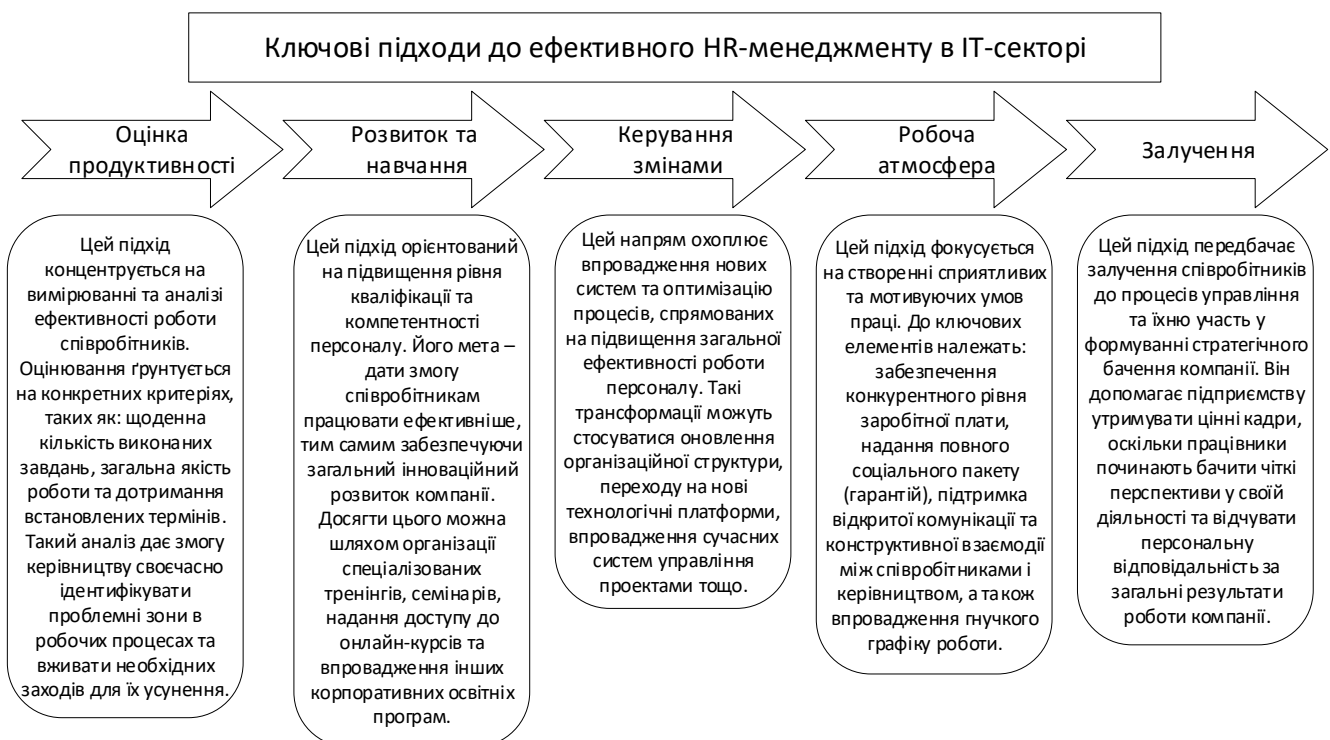 Ключові підходи до ефективного HR-менеджменту в ІТ-секторі
Оцінка
продуктивності
Розвиток та
навчання
Керування
змінами
Робоча
атмосфера
Залучення
Цей підхід
концентрується на
вимірюванні та аналізі
ефективності роботи
співробітників.
Оцінювання ґрунтується
на конкретних критеріях,
таких як: щоденна
кількість виконаних
завдань, загальна якість
роботи та дотримання
встановлених термінів.
Такий аналіз дає змогу
керівництву своєчасно
ідентифікувати
проблемні зони в
робочих процесах та
вживати необхідних
заходів для їх усунення.
Цей підхід орієнтований
на підвищення рівня
кваліфікації та
компетентності
персоналу. Його мета –
дати змогу
співробітникам
працювати ефективніше,
тим самим забезпечуючи
загальний інноваційний
розвиток компанії.
Досягти цього можна
шляхом організації
спеціалізованих
тренінгів, семінарів,
надання доступу до
онлайн-курсів та
впровадження інших
корпоративних освітніх
програм.
Цей напрям охоплює
впровадження нових
систем та оптимізацію
процесів, спрямованих
на підвищення загальної
ефективності роботи
персоналу. Такі
трансформації можуть
стосуватися оновлення
організаційної структури,
переходу на нові
технологічні платформи,
впровадження сучасних
систем управління
проектами тощо.
Цей підхід фокусується
на створенні сприятливих
та мотивуючих умов
праці. До ключових
елементів належать:
забезпечення
конкурентного рівня
заробітної плати,
надання повного
соціального пакету
(гарантій), підтримка
відкритої комунікації та
конструктивної взаємодії
між співробітниками і
керівництвом, а також
впровадження гнучкого
графіку роботи.
Цей підхід передбачає
залучення співробітників
до процесів управління
та їхню участь у
формуванні стратегічного
бачення компанії. Він
допомагає підприємству
утримувати цінні кадри,
оскільки працівники
починають бачити чіткі
перспективи у своїй
діяльності та відчувати
персональну
відповідальність за
загальні результати
роботи компанії.